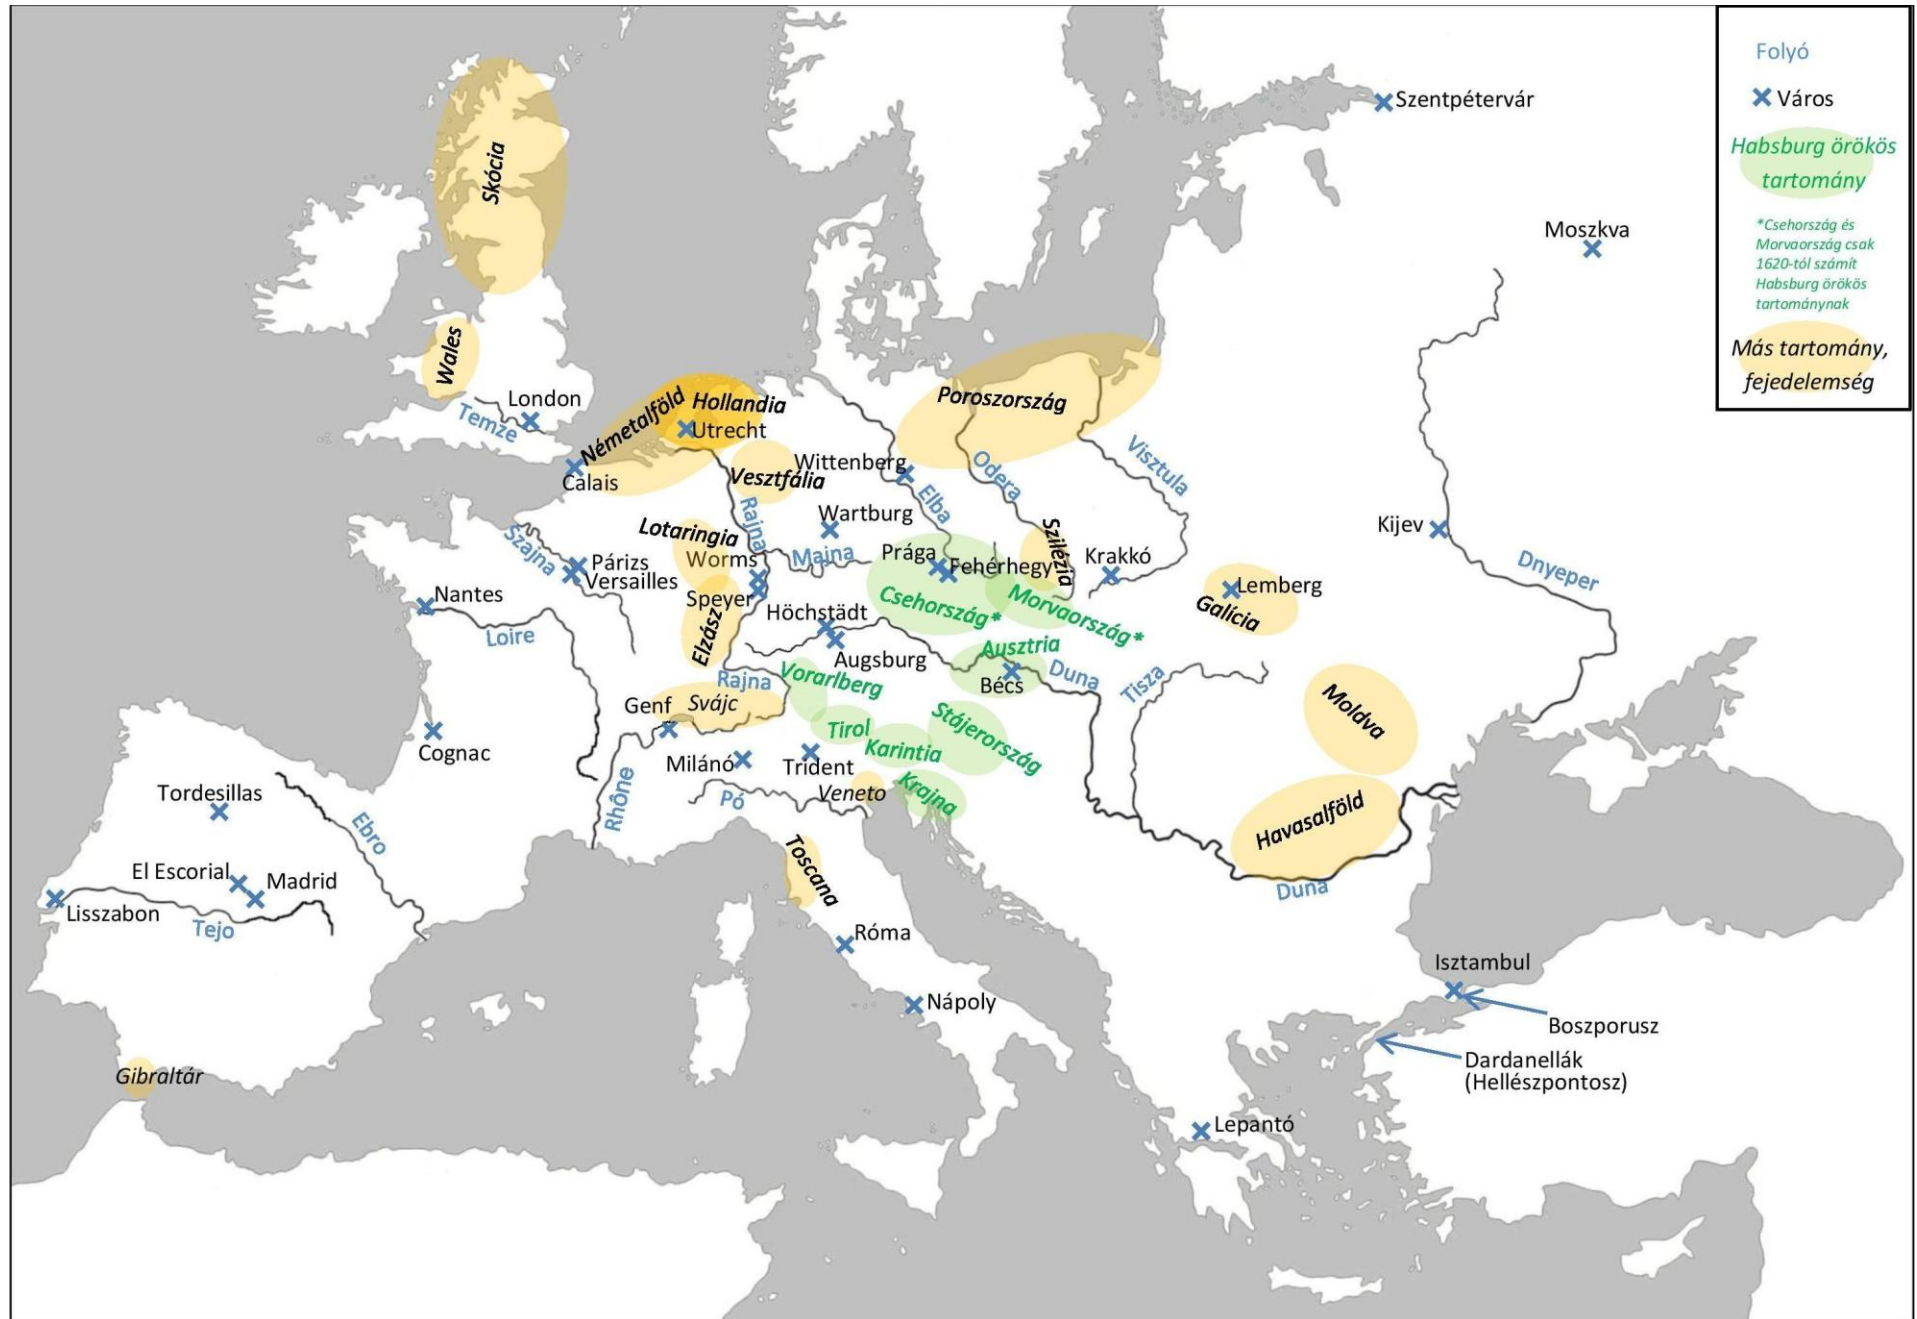 Folyó
Város
Habsburg örökös
tartomány
*Csehország és
Morvaország csak
1620-tól számít
Habsburg örökös
tartománynak
Más tartomány,
fejedelemség
Szentpétervár
Moszkva
Skócia
Wales
London
Temze
Németalföld
Hollandia
Utrecht
Calais
Vesztfália
Wittenberg
Poroszország
Odera
Visztula
Elba
Rajna
Wartburg
Majna
Lotaringia
Szajna
Párizs
Versailles
Worms
Speyer
Prága
Fehérhegy
Szilézia
Krakkó
Kijev
Dnyeper
Lemberg
Galícia
Nantes
Loire
Elzász
Höchstädt
Augsburg
Csehország*
Morvaország*
Ausztria
Bécs
Duna
Tisza
Rajna
Vorarlberg
Genf
Svájc
Tirol
Karintia
Stájerország
Krajna
Moldva
Cognac
Milánó
Trident
Veneto
Rhône
Pó
Havasalföld
Duna
Tordesillas
Ebro
El Escorial
Madrid
Lisszabon
Tejo
Toscana
Róma
Nápoly
Isztambul
Boszporusz
Dardanellák
(Hellészpontosz)
Gibraltár
Lepantó